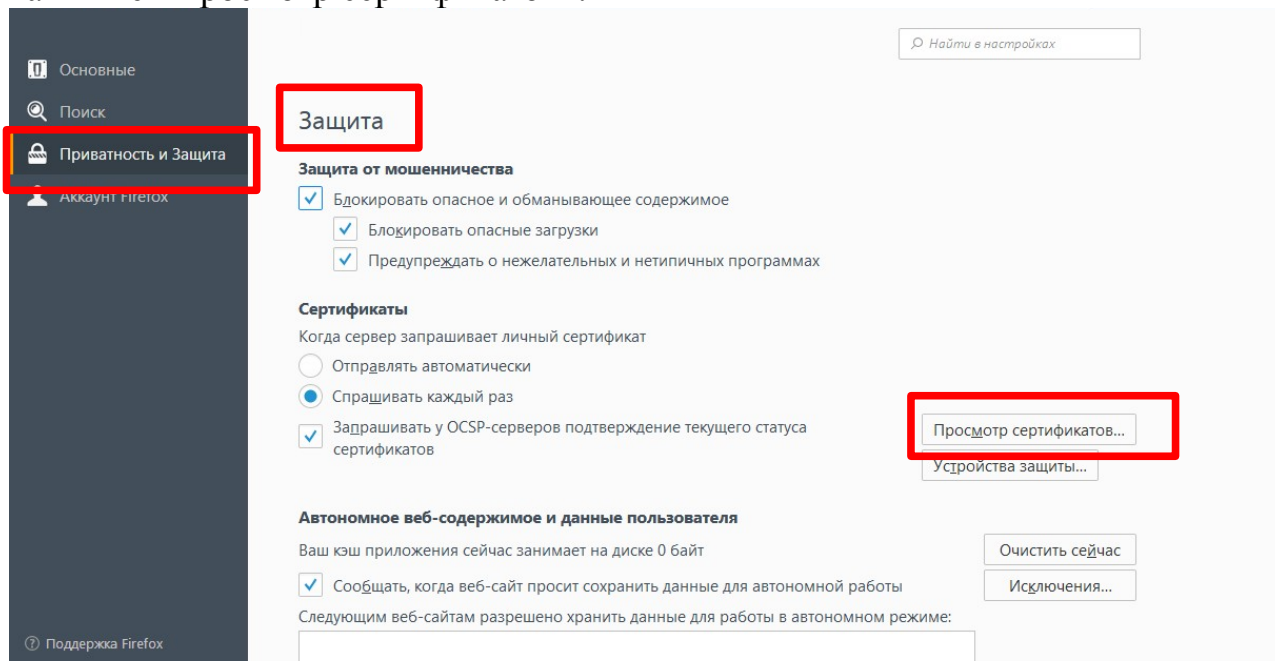 Найти в настройках
Основные
Поиск
Приватность и Защита
Аккаунт Firefox
Поддержка Firefox
Защита
Защита от мошенничества
Блокировать опасное и обманывающее содержимое
Блокировать опасные загрузки
Предупреждать о нежелательных и нетипичных программах
Сертификаты
Когда сервер запрашивает личный сертификат
Отправлять автоматически
Спрашивать каждый раз
Запрашивать у OCSP-серверов подтверждение текущего статуса
сертификатов
Просмотр сертификатов...
Устройства защиты...
Автономное веб-содержимое и данные пользователя
Ваш кэш приложения сейчас занимает на диске 0 байт
Очистить сейчас
Сообщать, когда веб-сайт просит сохранить данные для автономной работы
Исключения...
Следующим веб-сайтам разрешено хранить данные для работы в автономном режиме: